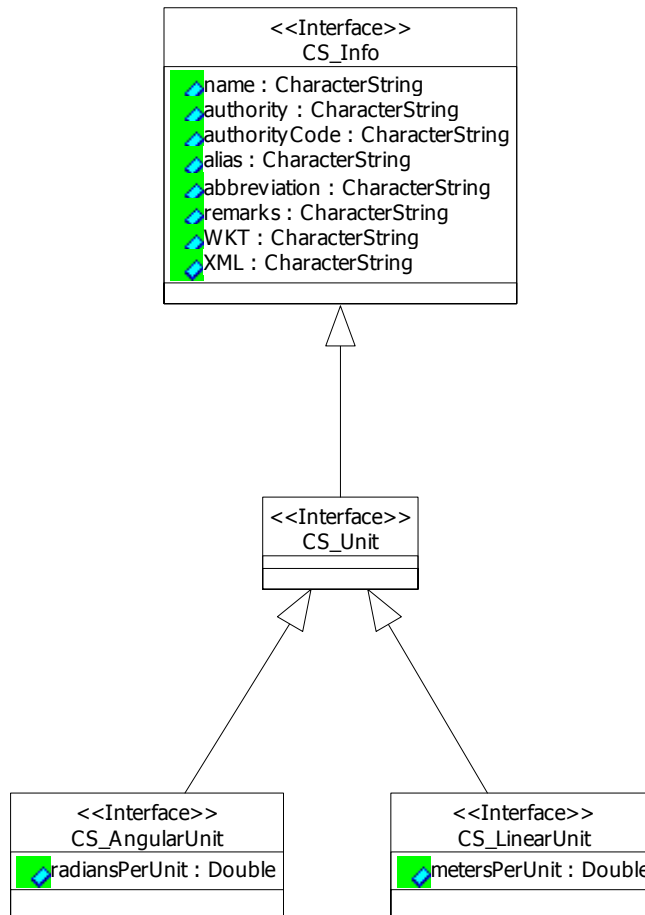 <<Interface>>
CS_Info
name : CharacterString
authority : CharacterString
authorityCode : CharacterString
alias : CharacterString
abbreviation : CharacterString
remarks : CharacterString
WKT : CharacterString
XML : CharacterString
<<Interface>>
CS_Unit
<<Interface>>
CS_AngularUnit
radiansPerUnit : Double
<<Interface>>
CS_LinearUnit
metersPerUnit : Double